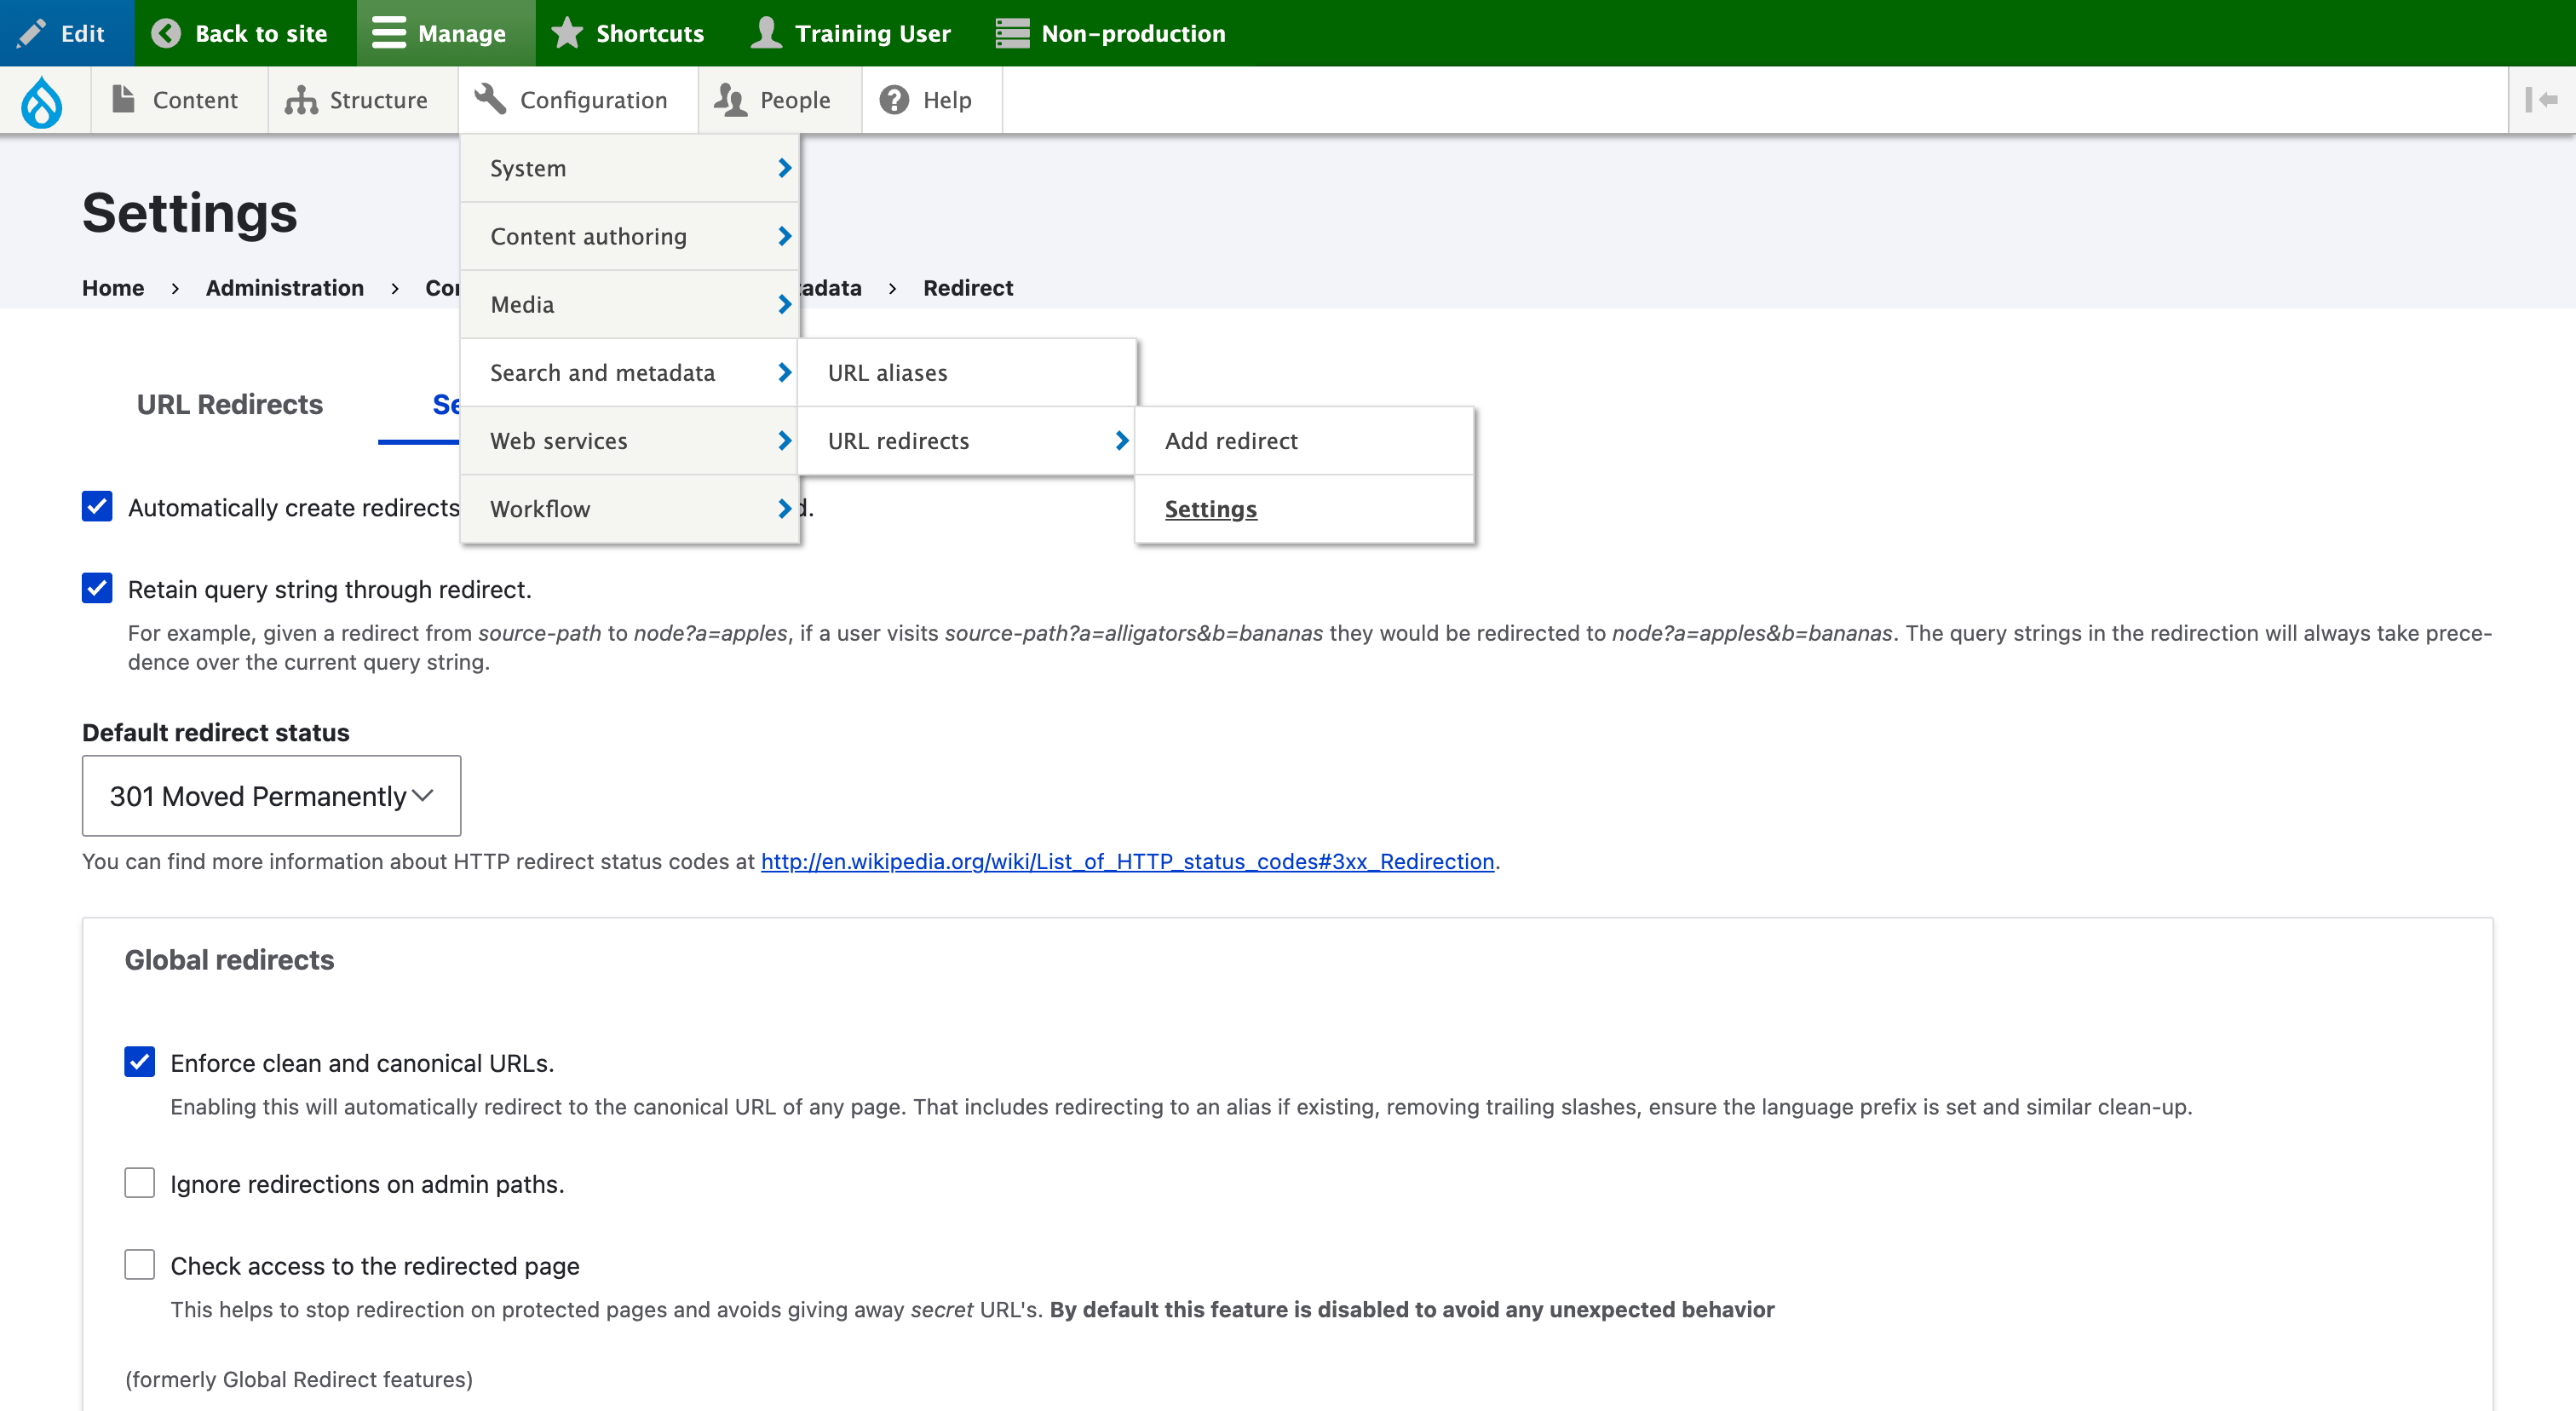 Edit Back to site Manage Shortcuts Training User Non-production
Content Structure Configuration People Help
System
Settings
Content authoring
Home > Administration > adata > Redirect
Media
Search and metadata URL aliases
URL Redirects
Web services URL redirects Add redirect
Automatically create redirects
Workflow Settings
Retain query string through redirect.
For example, given a redirect from source-path to node?a=apples, if a user visits source-path?a=alligators&b=bananas they would be redirected to node?a=apples&b=bananas. The query strings in the redirection will always take prece-
dence over the current query string.
Default redirect status
301 Moved Permanently
You can find more information about HTTP redirect status codes at http://en.wikipedia.org/wiki/List_of_HTTP_status_codes#3xx_Redirection.
Global redirects
Enforce clean and canonical URLs.
Enabling this will automatically redirect to the canonical URL of any page. That includes redirecting to an alias if existing, removing trailing slashes, ensure the language prefix is set and similar clean-up.
Ignore redirections on admin paths.
Check access to the redirected page
This helps to stop redirection on protected pages and avoids giving away secret URL's. By default this feature is disabled to avoid any unexpected behavior
(formerly Global Redirect features)